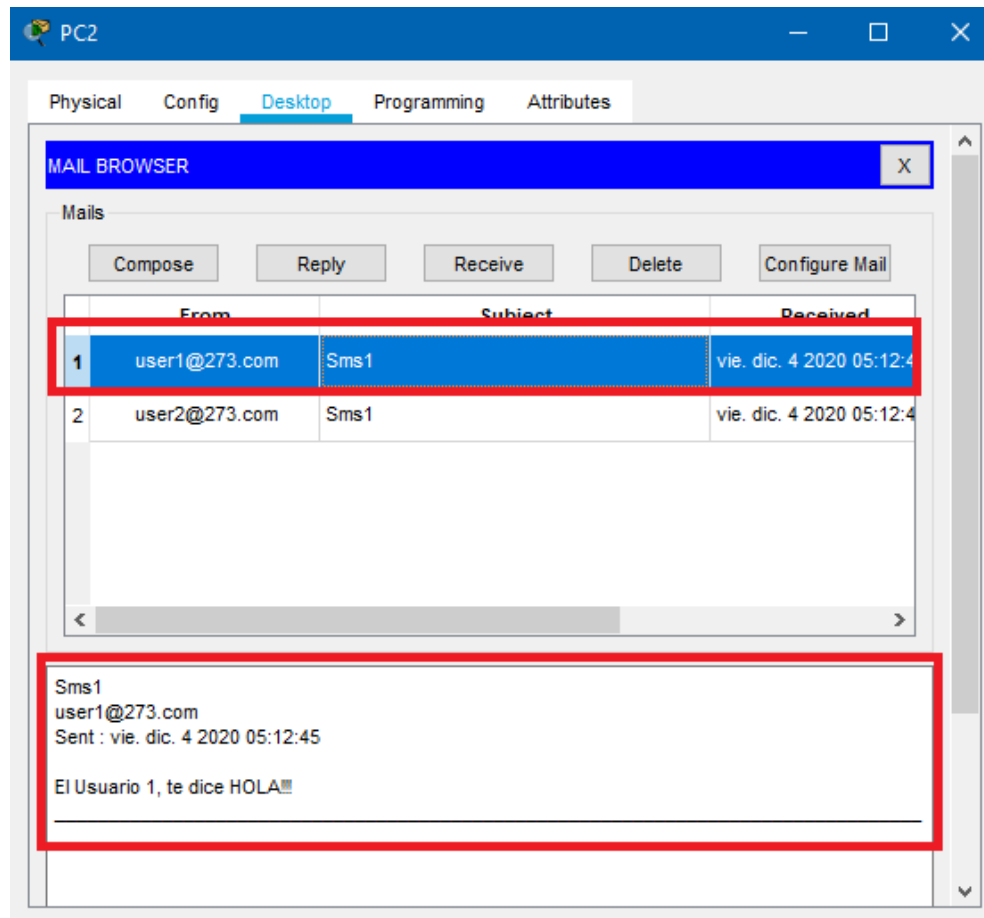 PC2
Physical Config Desktop Programming Attributes
MAIL BROWSER X
Mails
Compose Reply Receive Delete Configure Mail
From Subject Received
1 user1@273.com Sms1 vie. dic. 4 2020 05:12:4
2 user2@273.com Sms1 vie. dic. 4 2020 05:12:4
Sms1
user1@273.com
Sent : vie. dic. 4 2020 05:12:45
El Usuario 1, te dice HOLA!!!